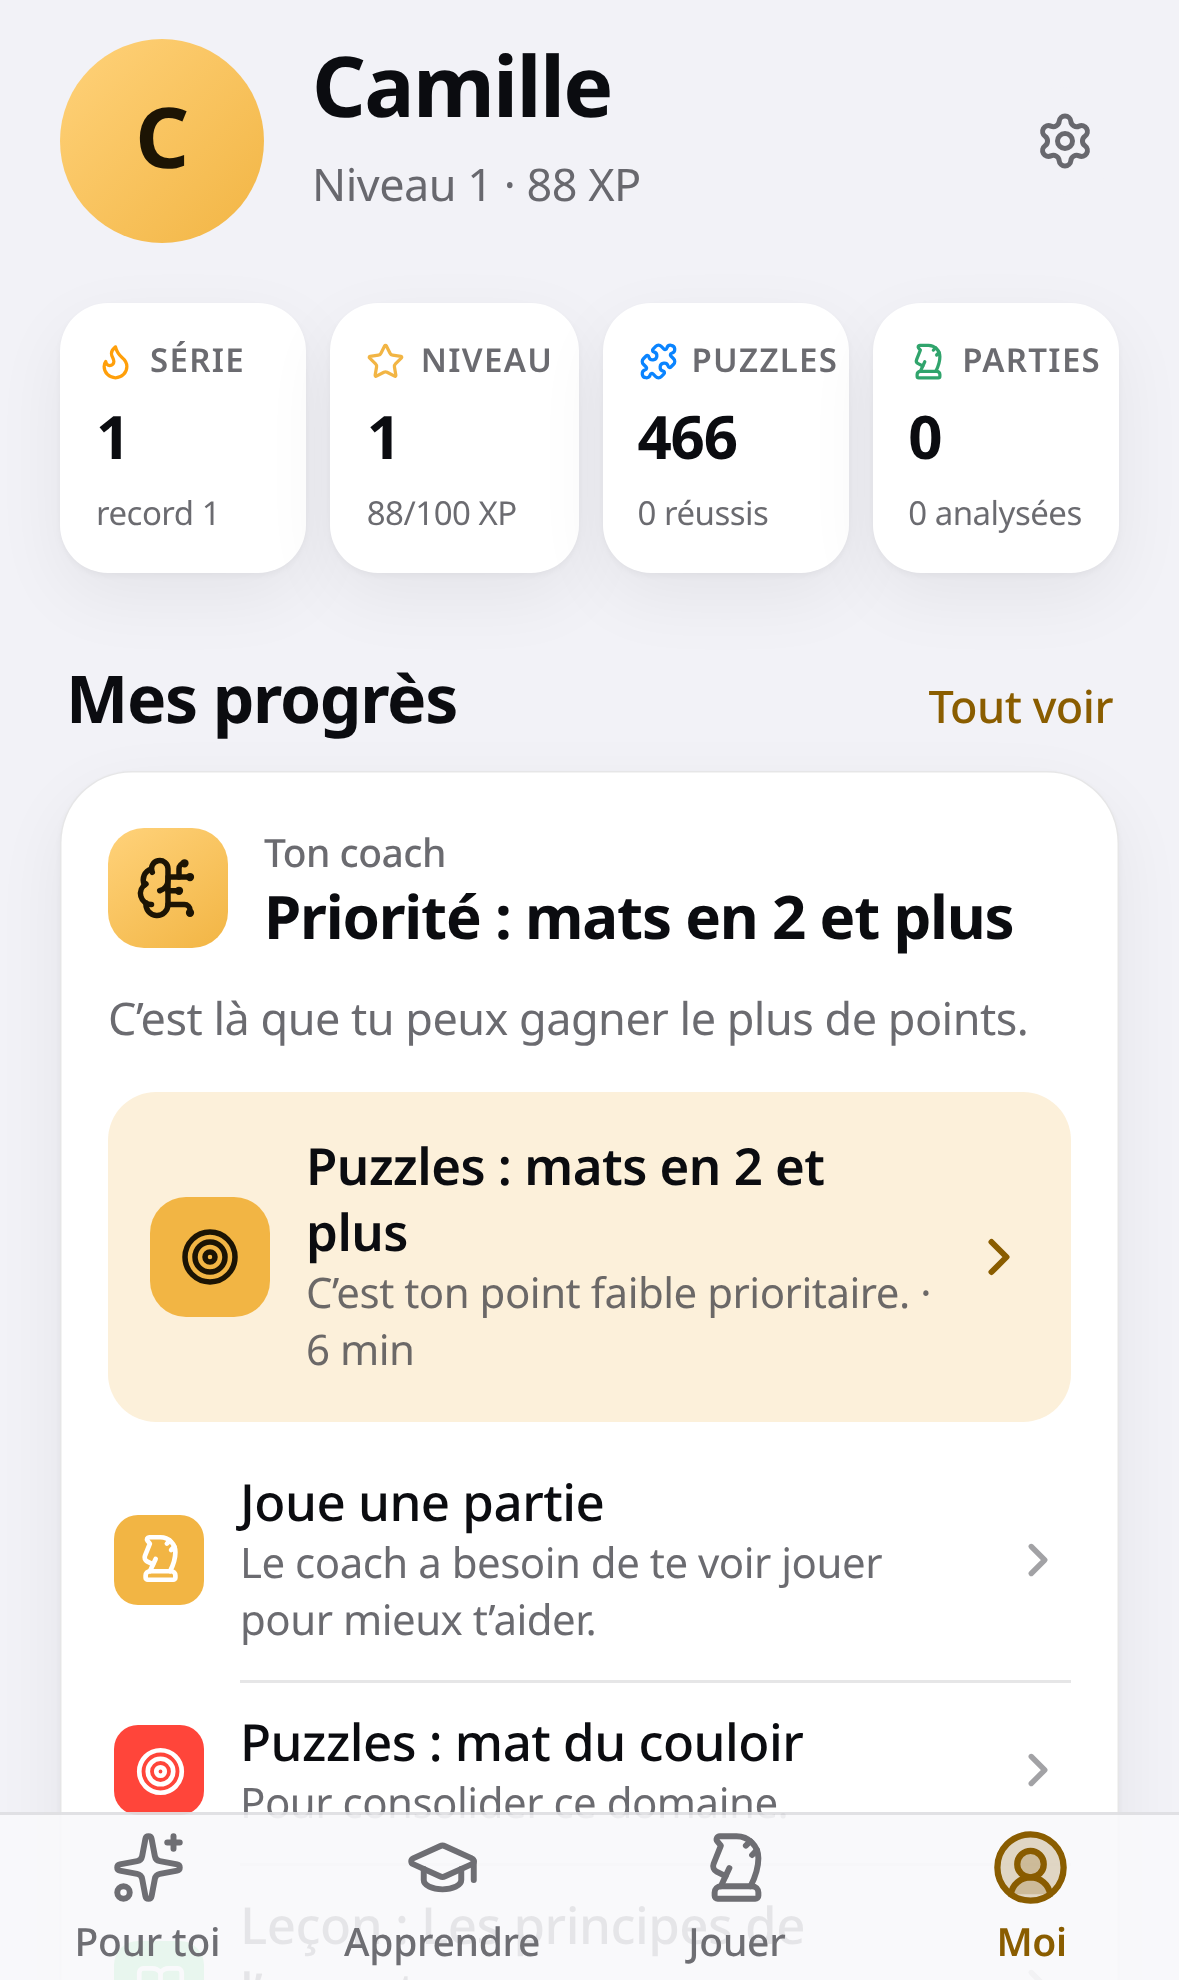 C
Camille
Niveau 1 · 88 XP
SÉRIE
1
record 1
NIVEAU
1
88/100 XP
PUZZLES
466
0 réussis
PARTIES
0
0 analysées
Mes progrès
Tout voir
Ton coach
Priorité : mats en 2 et plus
C’est là que tu peux gagner le plus de points.
Puzzles : mats en 2 et
plus
C’est ton point faible prioritaire. ·
6 min
Joue une partie
Le coach a besoin de te voir jouer
pour mieux t’aider.
Puzzles : mat du couloir
Pour consolider ce domaine.
Leçon : Les principes de
Pour toi
Apprendre
Jouer
Moi